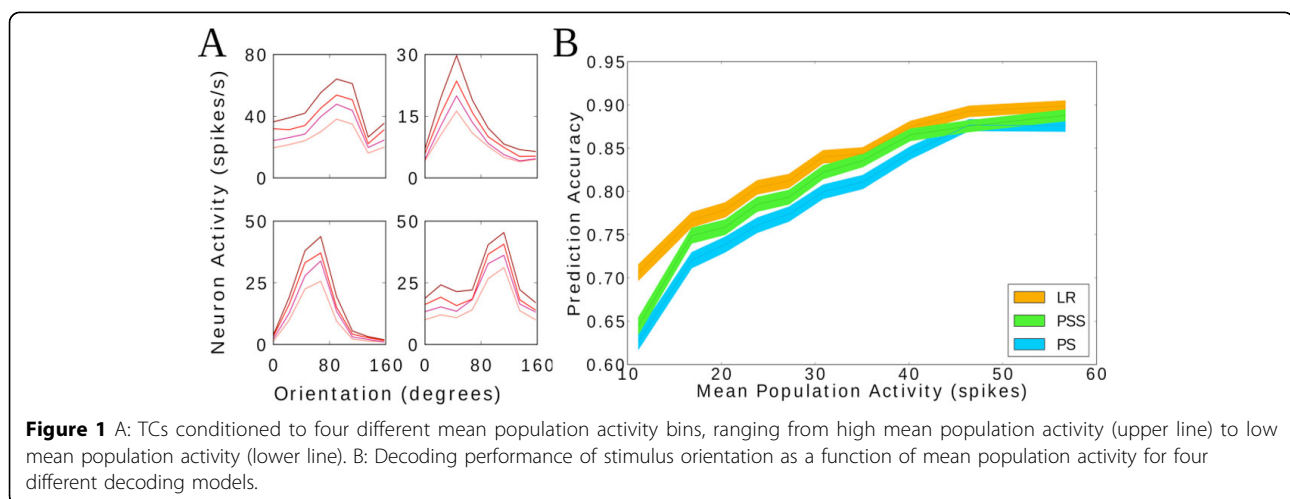 A
B
Neuron Activity (spikes/s)
80
40
0
30
15
0
50
25
0
0
80
160
50
25
0
0
80
160
Orientation (degrees)
Prediction Accuracy
0.95
0.90
0.85
0.80
0.75
0.70
0.65
0.60
LR
PSS
PS
10
20
30
40
50
60
Mean Population Activity (spikes)
Figure 1 A: TCs conditioned to four different mean population activity bins, ranging from high mean population activity (upper line) to low
mean population activity (lower line). B: Decoding performance of stimulus orientation as a function of mean population activity for four
different decoding models.